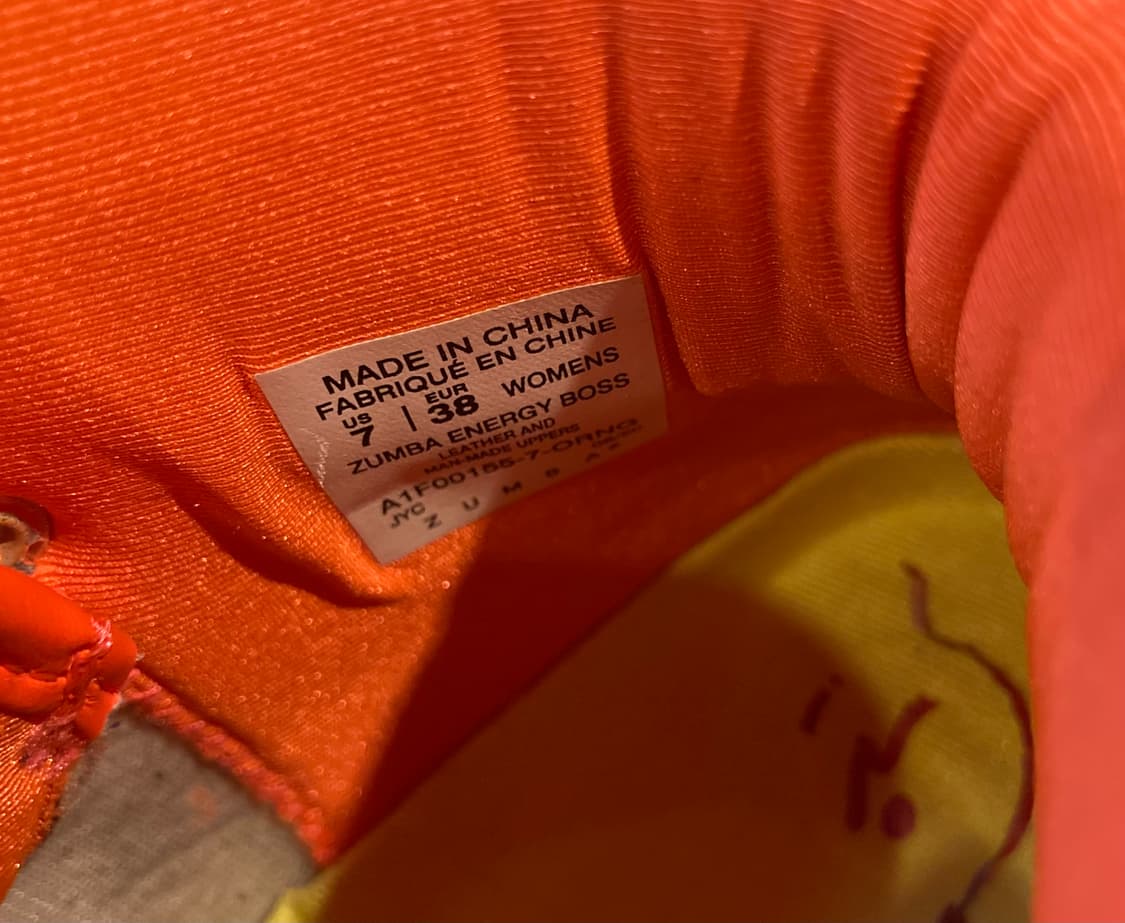 MADE IN CHINA
FABRIQUÉ EN CHINE
US EUR
7 | 38 WOMENS
ZUMBA ENERGY BOSS
LEATHER AND
MAN-MADE UPPERS
A1F00155-7-ORNG
JYC
Z U M B A